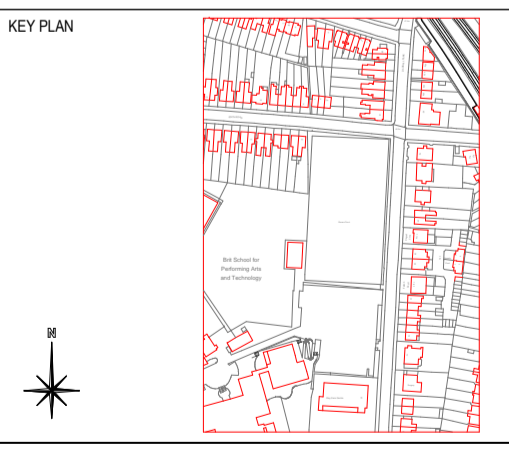 KEY PLAN
Brit School for
Performing Arts
and Technology
N